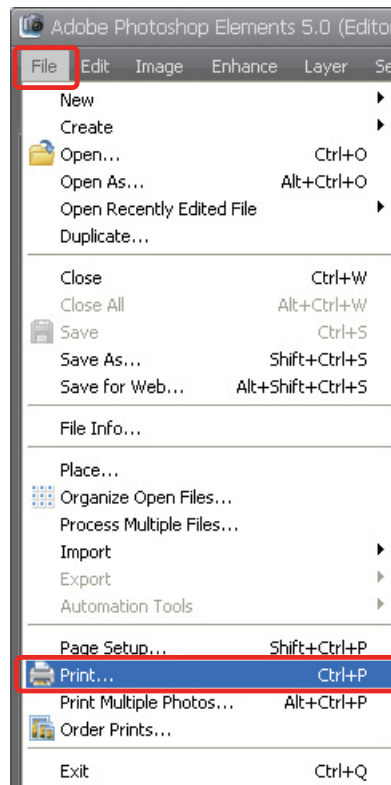 Adobe Photoshop Elements 5.0 (Edito
File Edit Image Enhance Layer Se
New
Create
Open... Ctrl+O
Open As... Alt+Ctrl+O
Open Recently Edited File
Duplicate...
Close Ctrl+W
Close All Alt+Ctrl+W
Save Ctrl+S
Save As... Shift+Ctrl+S
Save for Web... Alt+Shift+Ctrl+S
File Info...
Place...
Organize Open Files...
Process Multiple Files...
Import
Export
Automation Tools
Page Setup... Shift+Ctrl+P
Print... Ctrl+P
Print Multiple Photos... Alt+Ctrl+P
Order Prints...
Exit Ctrl+Q